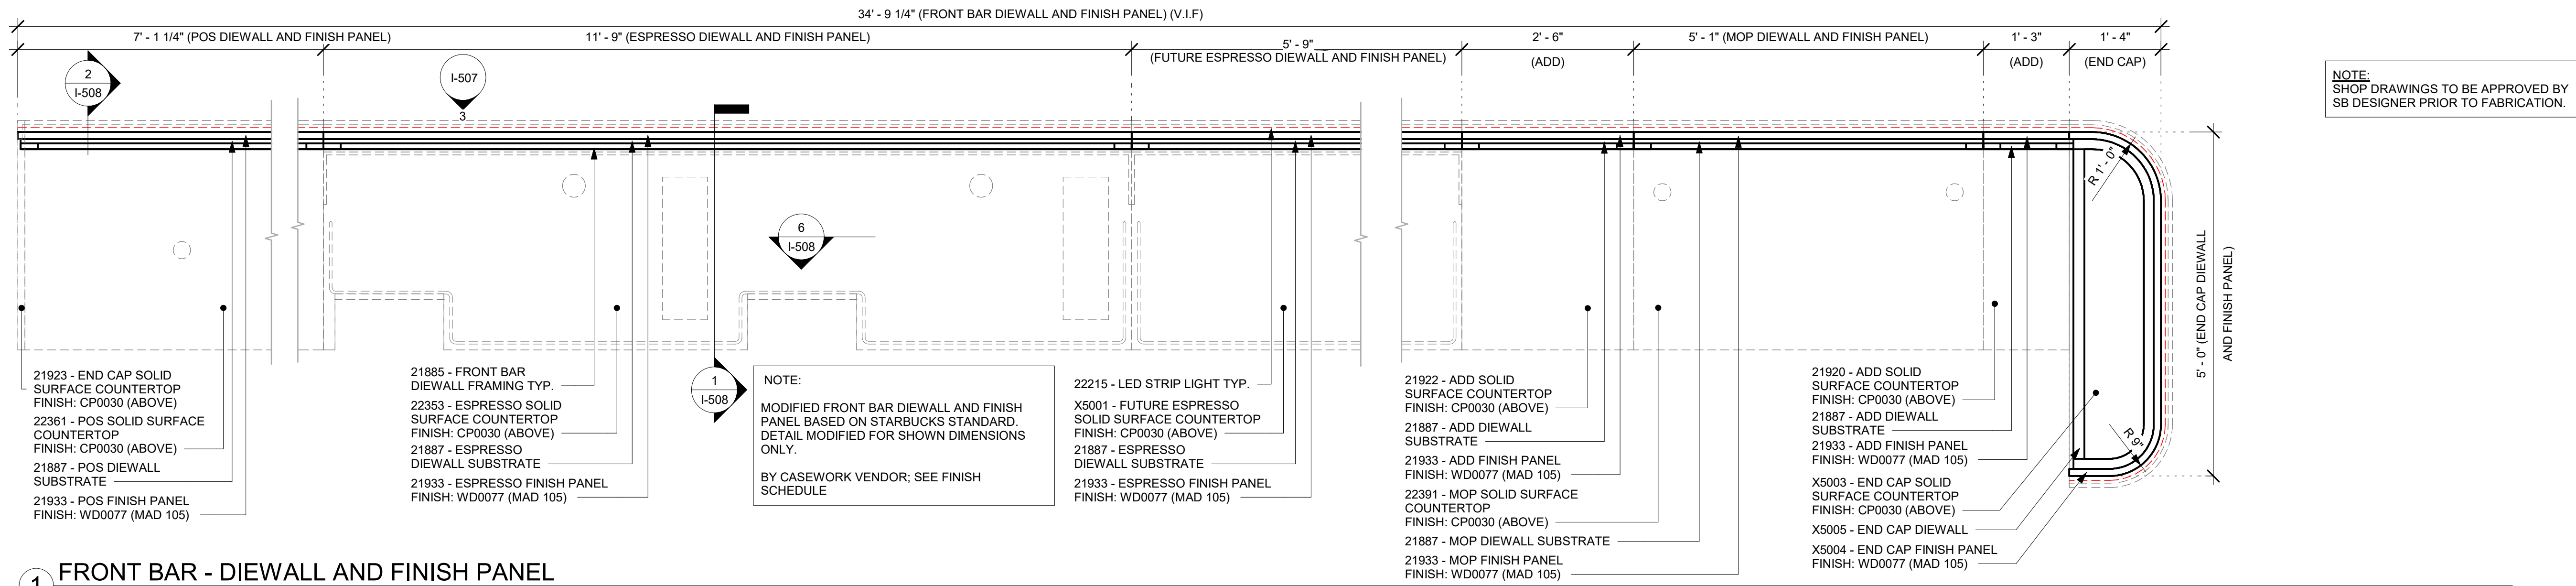 34' - 9 1/4" (FRONT BAR DIEWALL AND FINISH PANEL) (V.I.F)
7' - 1 1/4" (POS DIEWALL AND FINISH PANEL)
11' - 9" (ESPRESSO DIEWALL AND FINISH PANEL)
5' - 9"
(FUTURE ESPRESSO DIEWALL AND FINISH PANEL)
2' - 6"
(ADD)
5' - 1" (MOP DIEWALL AND FINISH PANEL)
1' - 3"
(ADD)
1' - 4"
(END CAP)
NOTE:
SHOP DRAWINGS TO BE APPROVED BY
SB DESIGNER PRIOR TO FABRICATION.
2
I-508
I-507
3
6
I-508
R 1' - 0"
5' - 0" (END CAP DIEWALL
AND FINISH PANEL)
R 9"
21923 - END CAP SOLID
SURFACE COUNTERTOP
FINISH: CP0030 (ABOVE)
22361 - POS SOLID SURFACE
COUNTERTOP
FINISH: CP0030 (ABOVE)
21887 - POS DIEWALL
SUBSTRATE
21933 - POS FINISH PANEL
FINISH: WD0077 (MAD 105)
21885 - FRONT BAR
DIEWALL FRAMING TYP.
22353 - ESPRESSO SOLID
SURFACE COUNTERTOP
FINISH: CP0030 (ABOVE)
21887 - ESPRESSO
DIEWALL SUBSTRATE
21933 - ESPRESSO FINISH PANEL
FINISH: WD0077 (MAD 105)
1
I-508
NOTE:
MODIFIED FRONT BAR DIEWALL AND FINISH
PANEL BASED ON STARBUCKS STANDARD.
DETAIL MODIFIED FOR SHOWN DIMENSIONS
ONLY.
BY CASEWORK VENDOR; SEE FINISH
SCHEDULE
22215 - LED STRIP LIGHT TYP.
X5001 - FUTURE ESPRESSO
SOLID SURFACE COUNTERTOP
FINISH: CP0030 (ABOVE)
21887 - ESPRESSO
DIEWALL SUBSTRATE
21933 - ESPRESSO FINISH PANEL
FINISH: WD0077 (MAD 105)
21922 - ADD SOLID
SURFACE COUNTERTOP
FINISH: CP0030 (ABOVE)
21887 - ADD DIEWALL
SUBSTRATE
21933 - ADD FINISH PANEL
FINISH: WD0077 (MAD 105)
22391 - MOP SOLID SURFACE
COUNTERTOP
FINISH: CP0030 (ABOVE)
21887 - MOP DIEWALL SUBSTRATE
21933 - MOP FINISH PANEL
FINISH: WD0077 (MAD 105)
21920 - ADD SOLID
SURFACE COUNTERTOP
FINISH: CP0030 (ABOVE)
21887 - ADD DIEWALL
SUBSTRATE
21933 - ADD FINISH PANEL
FINISH: WD0077 (MAD 105)
X5003 - END CAP SOLID
SURFACE COUNTERTOP
FINISH: CP0030 (ABOVE)
X5005 - END CAP DIEWALL
X5004 - END CAP FINISH PANEL
FINISH: WD0077 (MAD 105)
1
FRONT BAR - DIEWALL AND FINISH PANEL